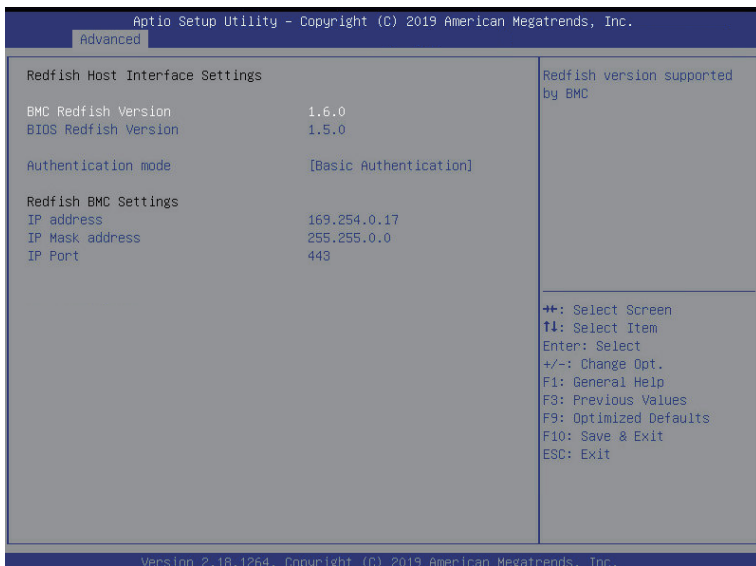 Aptio Setup Utility - Copyright (C) 2019 American Megatrends, Inc.
Advanced
Redfish Host Interface Settings
BMC Redfish Version 1.6.0
BIOS Redfish Version 1.5.0
Authentication mode [Basic Authentication]
Redfish BMC Settings
IP address 169.254.0.17
IP Mask address 255.255.0.0
IP Port 443
Redfish version supported
by BMC
→←: Select Screen
↑↓: Select Item
Enter: Select
+/-: Change Opt.
F1: General Help
F3: Previous Values
F9: Optimized Defaults
F10: Save & Exit
ESC: Exit
Version 2.18.1264. Copyright (C) 2019 American Megatrends, Inc.